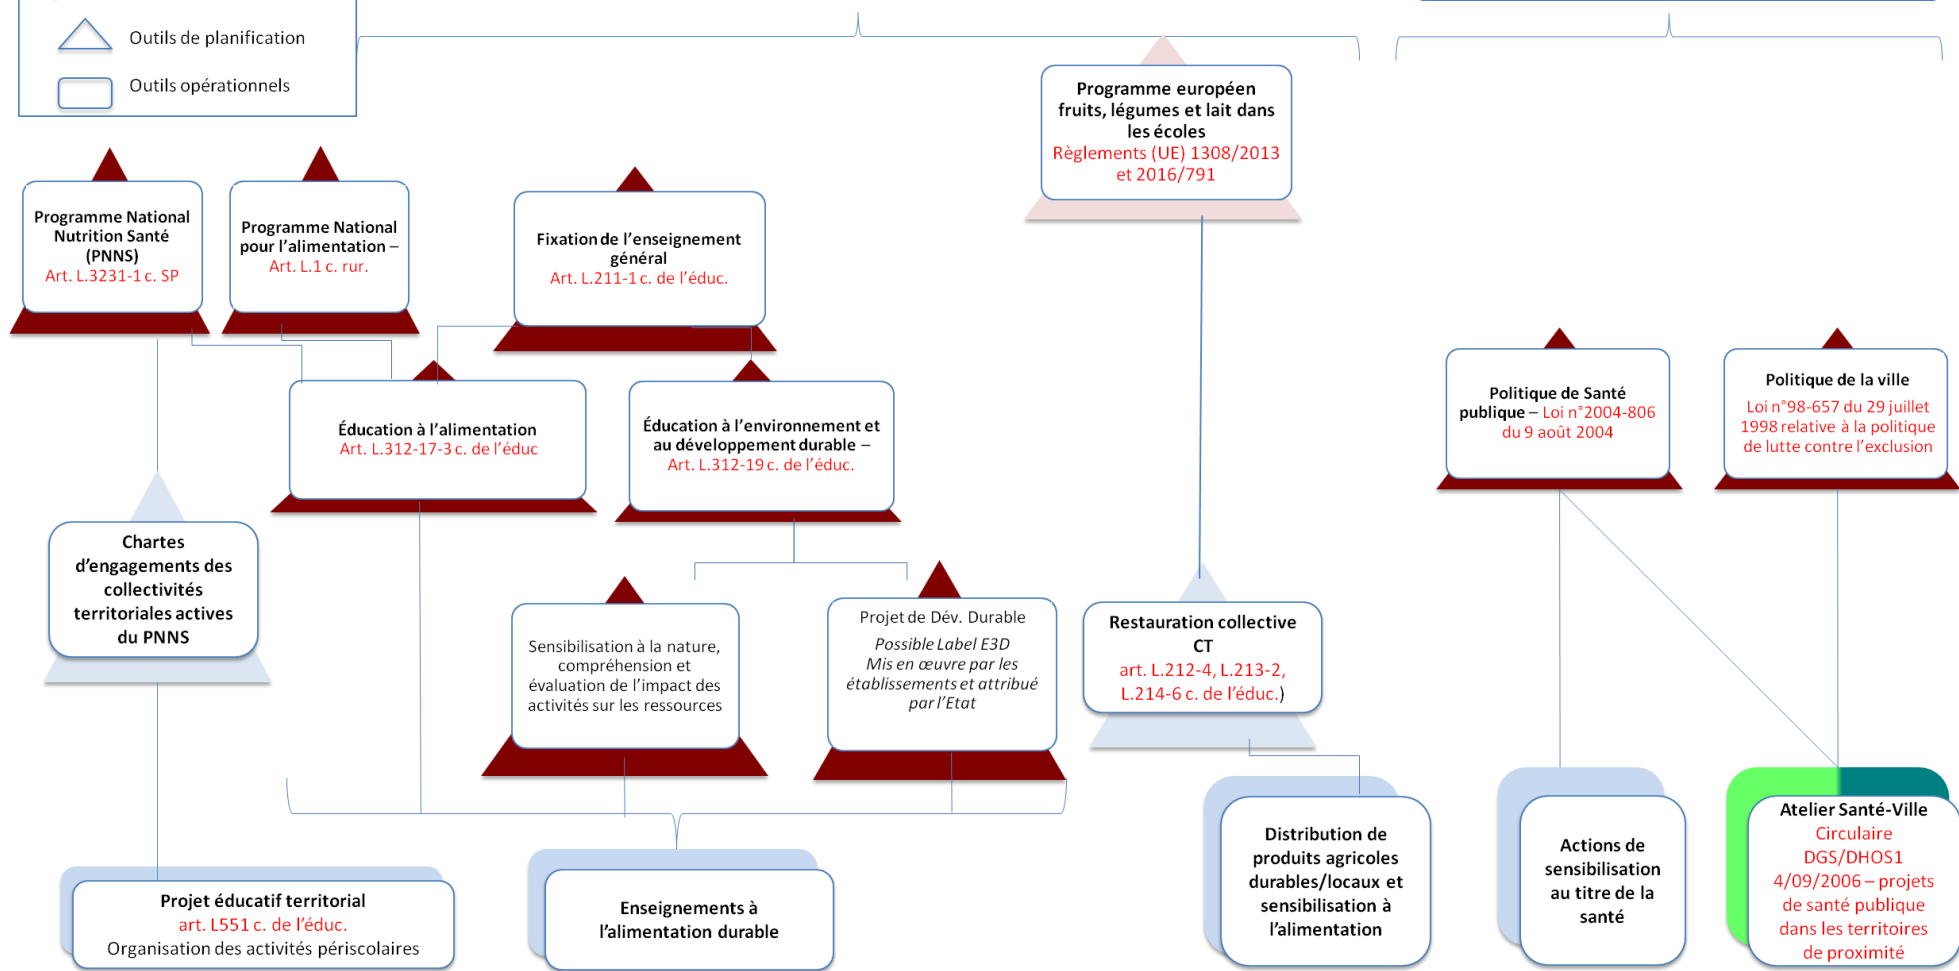 Outils de planification
Outils opérationnels
Programme européen
fruits, légumes et lait dans
les écoles
Règlements (UE) 1308/2013
et 2016/791
Programme National
Nutrition Santé
(PNNS)
Art. L.3231-1 c. SP
Programme National
pour l'alimentation –
Art. L.1 c. rur.
Fixation de l'enseignement
général
Art. L.211-1 c. de l'éduc.
Éducation à l'alimentation
Art. L.312-17-3 c. de l'éduc
Éducation à l'environnement et
au développement durable –
Art. L.312-19 c. de l'éduc.
Politique de Santé
publique – Loi n°2004-806
du 9 août 2004
Politique de la ville
Loi n°98-657 du 29 juillet
1998 relative à la politique
de lutte contre l'exclusion
Chartes
d'engagements des
collectivités
territoriales actives
du PNNS
Sensibilisation à la nature,
compréhension et
évaluation de l'impact des
activités sur les ressources
Projet de Dév. Durable
Possible Label E3D
Mis en œuvre par les
établissements et attribué
par l'Etat
Restauration collective
CT
art. L.212-4, L.213-2,
L.214-6 c. de l'éduc.)
Projet éducatif territorial
art. L551 c. de l'éduc.
Organisation des activités périscolaires
Enseignements à
l'alimentation durable
Distribution de
produits agricoles
durables/locaux et
sensibilisation à
l'alimentation
Actions de
sensibilisation
au titre de la
santé
Atelier Santé-Ville
Circulaire
DGS/DHOS1
4/09/2006 – projets
de santé publique
dans les territoires
de proximité